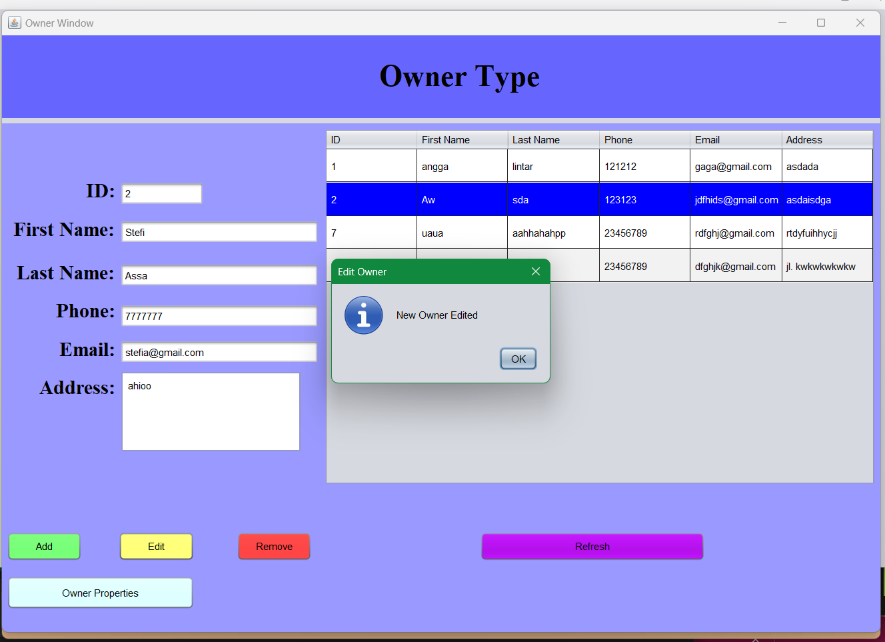 Owner Window
Owner Type
ID: 2
First Name: Stefi
Last Name: Assa
Phone: 7777777
Email: stefia@gmail.com
Address: ahioo
ID First Name Last Name Phone Email Address
1 angga lintar 121212 gaga@gmail.com asdada
2 Aw sda 123123 jdfhids@gmail.com asdaisdga
7 uaua aahhahahpp 23456789 rdfghj@gmail.com rtdyfuihhycjj
23456789 dfghjk@gmail.com jl. kwkwkwkwkw
Edit Owner
New Owner Edited
OK
Add Edit Remove Refresh
Owner Properties